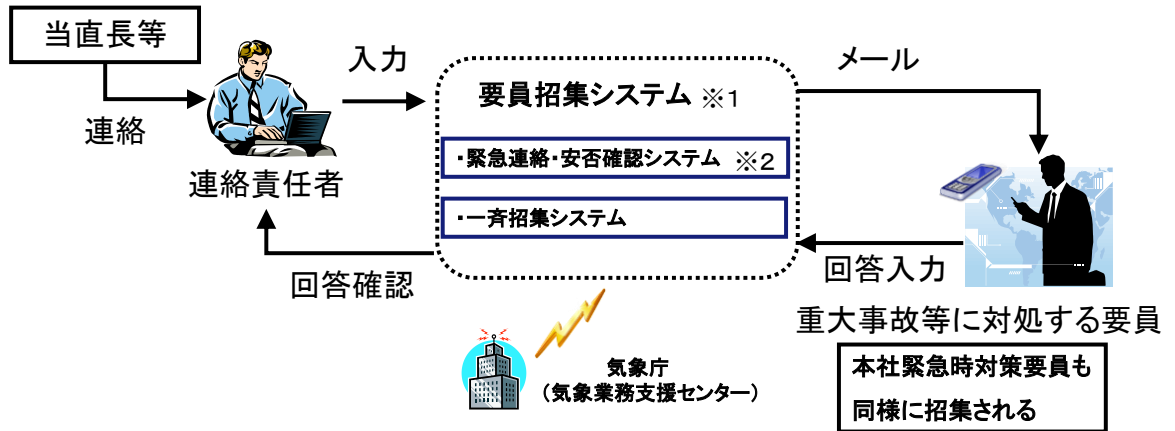 当直長等
連絡
連絡責任者
入力
要員招集システム ※1
・緊急連絡・安否確認システム ※2
・一斉招集システム
メール
回答入力
回答確認
重大事故等に対処する要員
本社緊急時対策要員も
同様に招集される
気象庁
（気象業務支援センター）